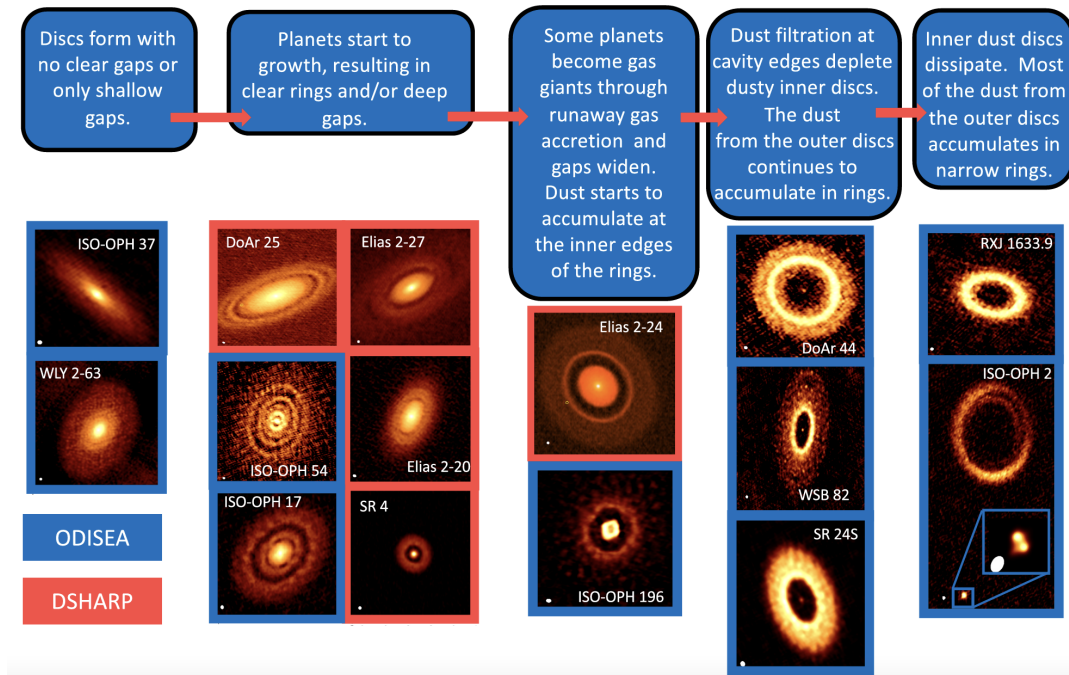 Discs form with
no clear gaps or
only shallow
gaps.
Planets start to
growth, resulting in
clear rings and/or deep
gaps.
Some planets
become gas
giants through
runaway gas
accretion and
gaps widen.
Dust starts to
accumulate at
the inner edges
of the rings.
Dust filtration at
cavity edges deplete
dusty inner discs.
The dust
from the outer discs
continues to
accumulate in rings.
Inner dust discs
dissipate. Most
of the dust from
the outer discs
accumulates in
narrow rings.
ISO-OPH 37
WLY 2-63
DoAr 25
Elias 2-27
ISO-OPH 54
Elias 2-20
ISO-OPH 17
SR 4
Elias 2-24
ISO-OPH 196
DoAr 44
WSB 82
SR 24S
RXJ 1633.9
ISO-OPH 2
ODISEA
DSHARP